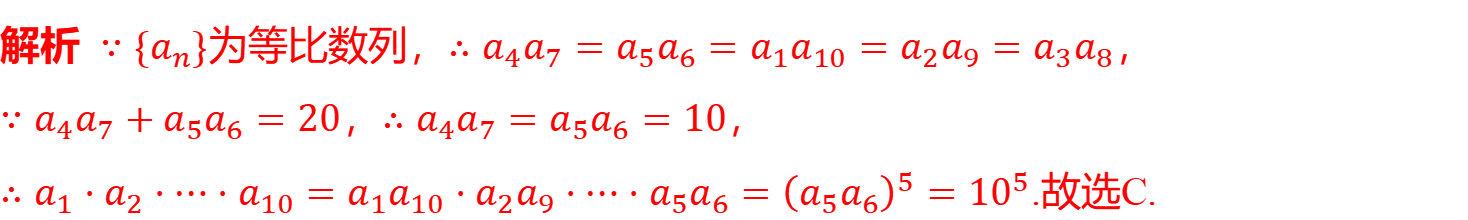 解析 ∵ {aₙ}为等比数列，∴ a₄a₇ = a₅a₆ = a₁a₁₀ = a₂a₉ = a₃a₈，
∵ a₄a₇ + a₅a₆ = 20，∴ a₄a₇ = a₅a₆ = 10，
∴ a₁ · a₂ · ⋯ · a₁₀ = a₁a₁₀ · a₂a₉ · ⋯ · a₅a₆ = (a₅a₆)⁵ = 10⁵.故选C.